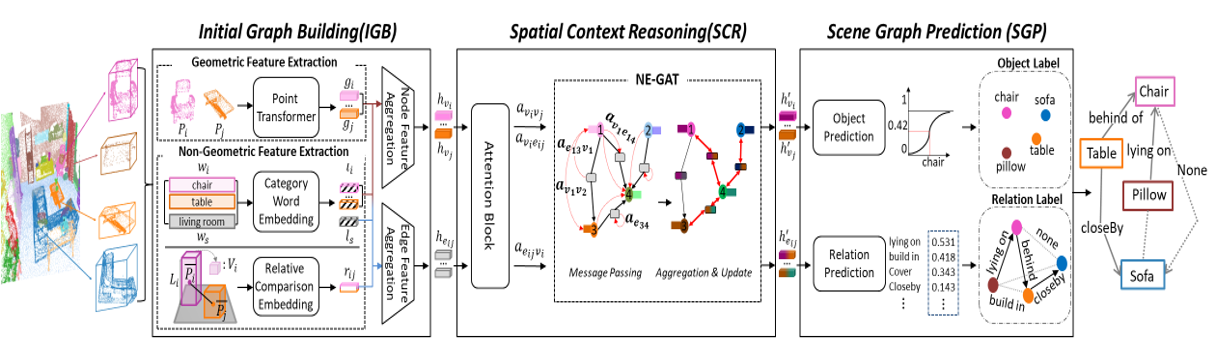 Initial Graph Building(IGB)
Spatial Context Reasoning(SCR)
Scene Graph Prediction (SGP)
Geometric Feature Extraction
P_i
P_j
Point
Transformer
g_i
...
g_j
Non-Geometric Feature Extraction
w_i
chair
table
living room
w_s
Category
Word
Embedding
l_i
...
l_s
L_i
P_i
P_j
: V_i
Relative
Comparison
Embedding
r_ij
Node Feature
Aggregation
Edge Feature
Aggregation
h_{v_i}
...
h_{v_j}
h_{e_{ij}}
...
Attention Block
a_{v_i v_j}
a_{v_i e_{ij}}
a_{e_{ij} v_i}
NE-GAT
1
2
3
4
a_{v_1 e_{14}}
a_{e_{13} v_1}
a_{v_1 v_2}
a_{e_{34}}
1
2
3
4
Message Passing
Aggregation & Update
h'_{v_i}
...
h'_{v_j}
h'_{e_{ij}}
...
Object
Prediction
1
0.42
0
chair
Relation
Prediction
lying on 0.531
build in 0.418
Cover 0.343
Closeby 0.143
Object Label
chair
sofa
table
pillow
Relation Label
lying on
behind
none
closeby
build in
Chair
behind of
Table
lying on
Pillow
None
closeBy
Sofa